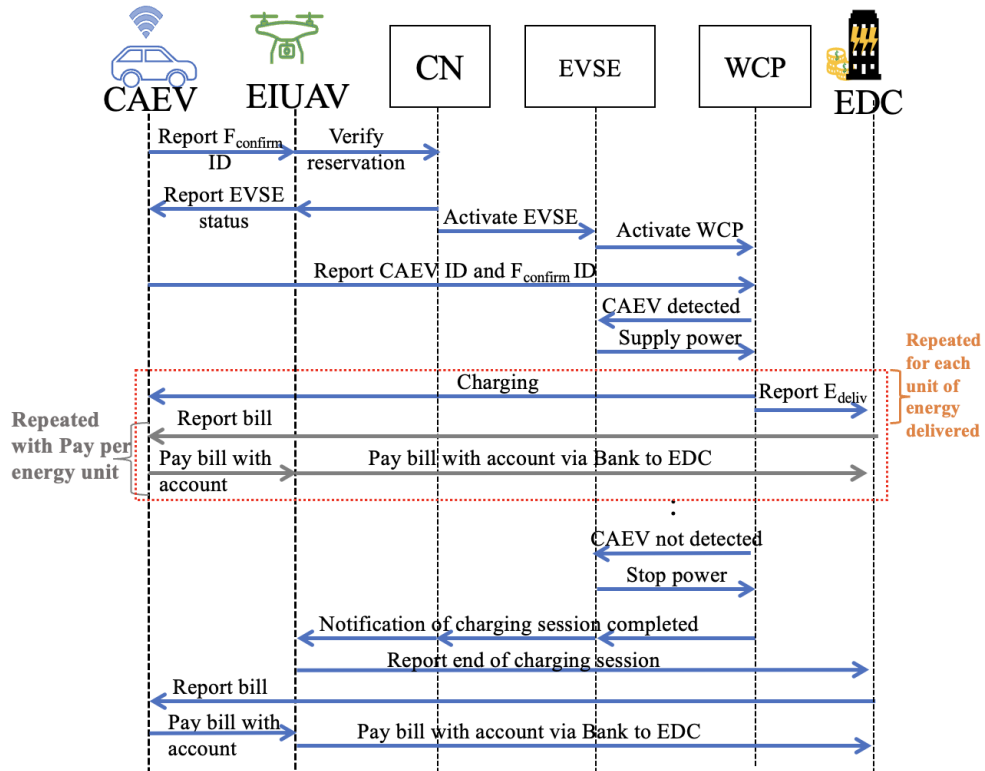 CAEV
EIUAV
CN
EVSE
WCP
EDC
Report F_confirm
ID
Verify
reservation
Report EVSE
status
Activate EVSE
Activate WCP
Report CAEV ID and F_confirm ID
CAEV detected
Supply power
Charging
Report E_deliv
Repeated
for each
unit of
energy
delivered
Report bill
Repeated
with Pay per
energy unit
Pay bill with
account
Pay bill with account via Bank to EDC
:
CAEV not detected
Stop power
Notification of charging session completed
Report end of charging session
Report bill
Pay bill with
account
Pay bill with account via Bank to EDC